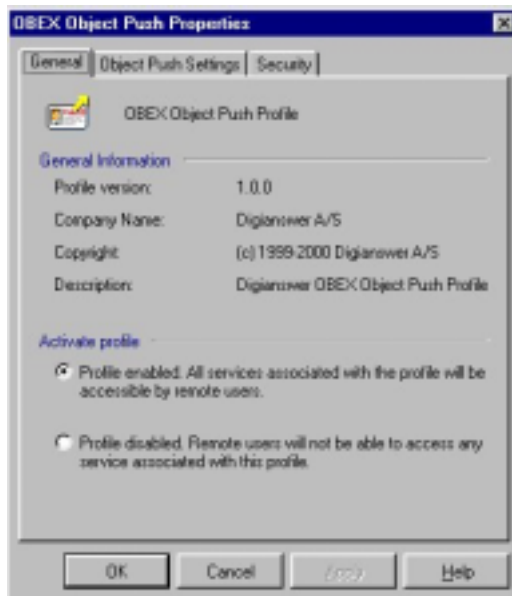 OBEX Object Push Properties
General Object Push Settings Security
OBEX Object Push Profile
General Information
Profile version: 1.0.0
Company Name: Digianswer A/S
Copyright: (c) 1999-2000 Digianswer A/S
Description: Digianswer OBEX Object Push Profile
Activate profile
Profile enabled. All services associated with the profile will be
accessible by remote users.
Profile disabled. Remote users will not be able to access any
service associated with this profile.
OK Cancel Apply Help